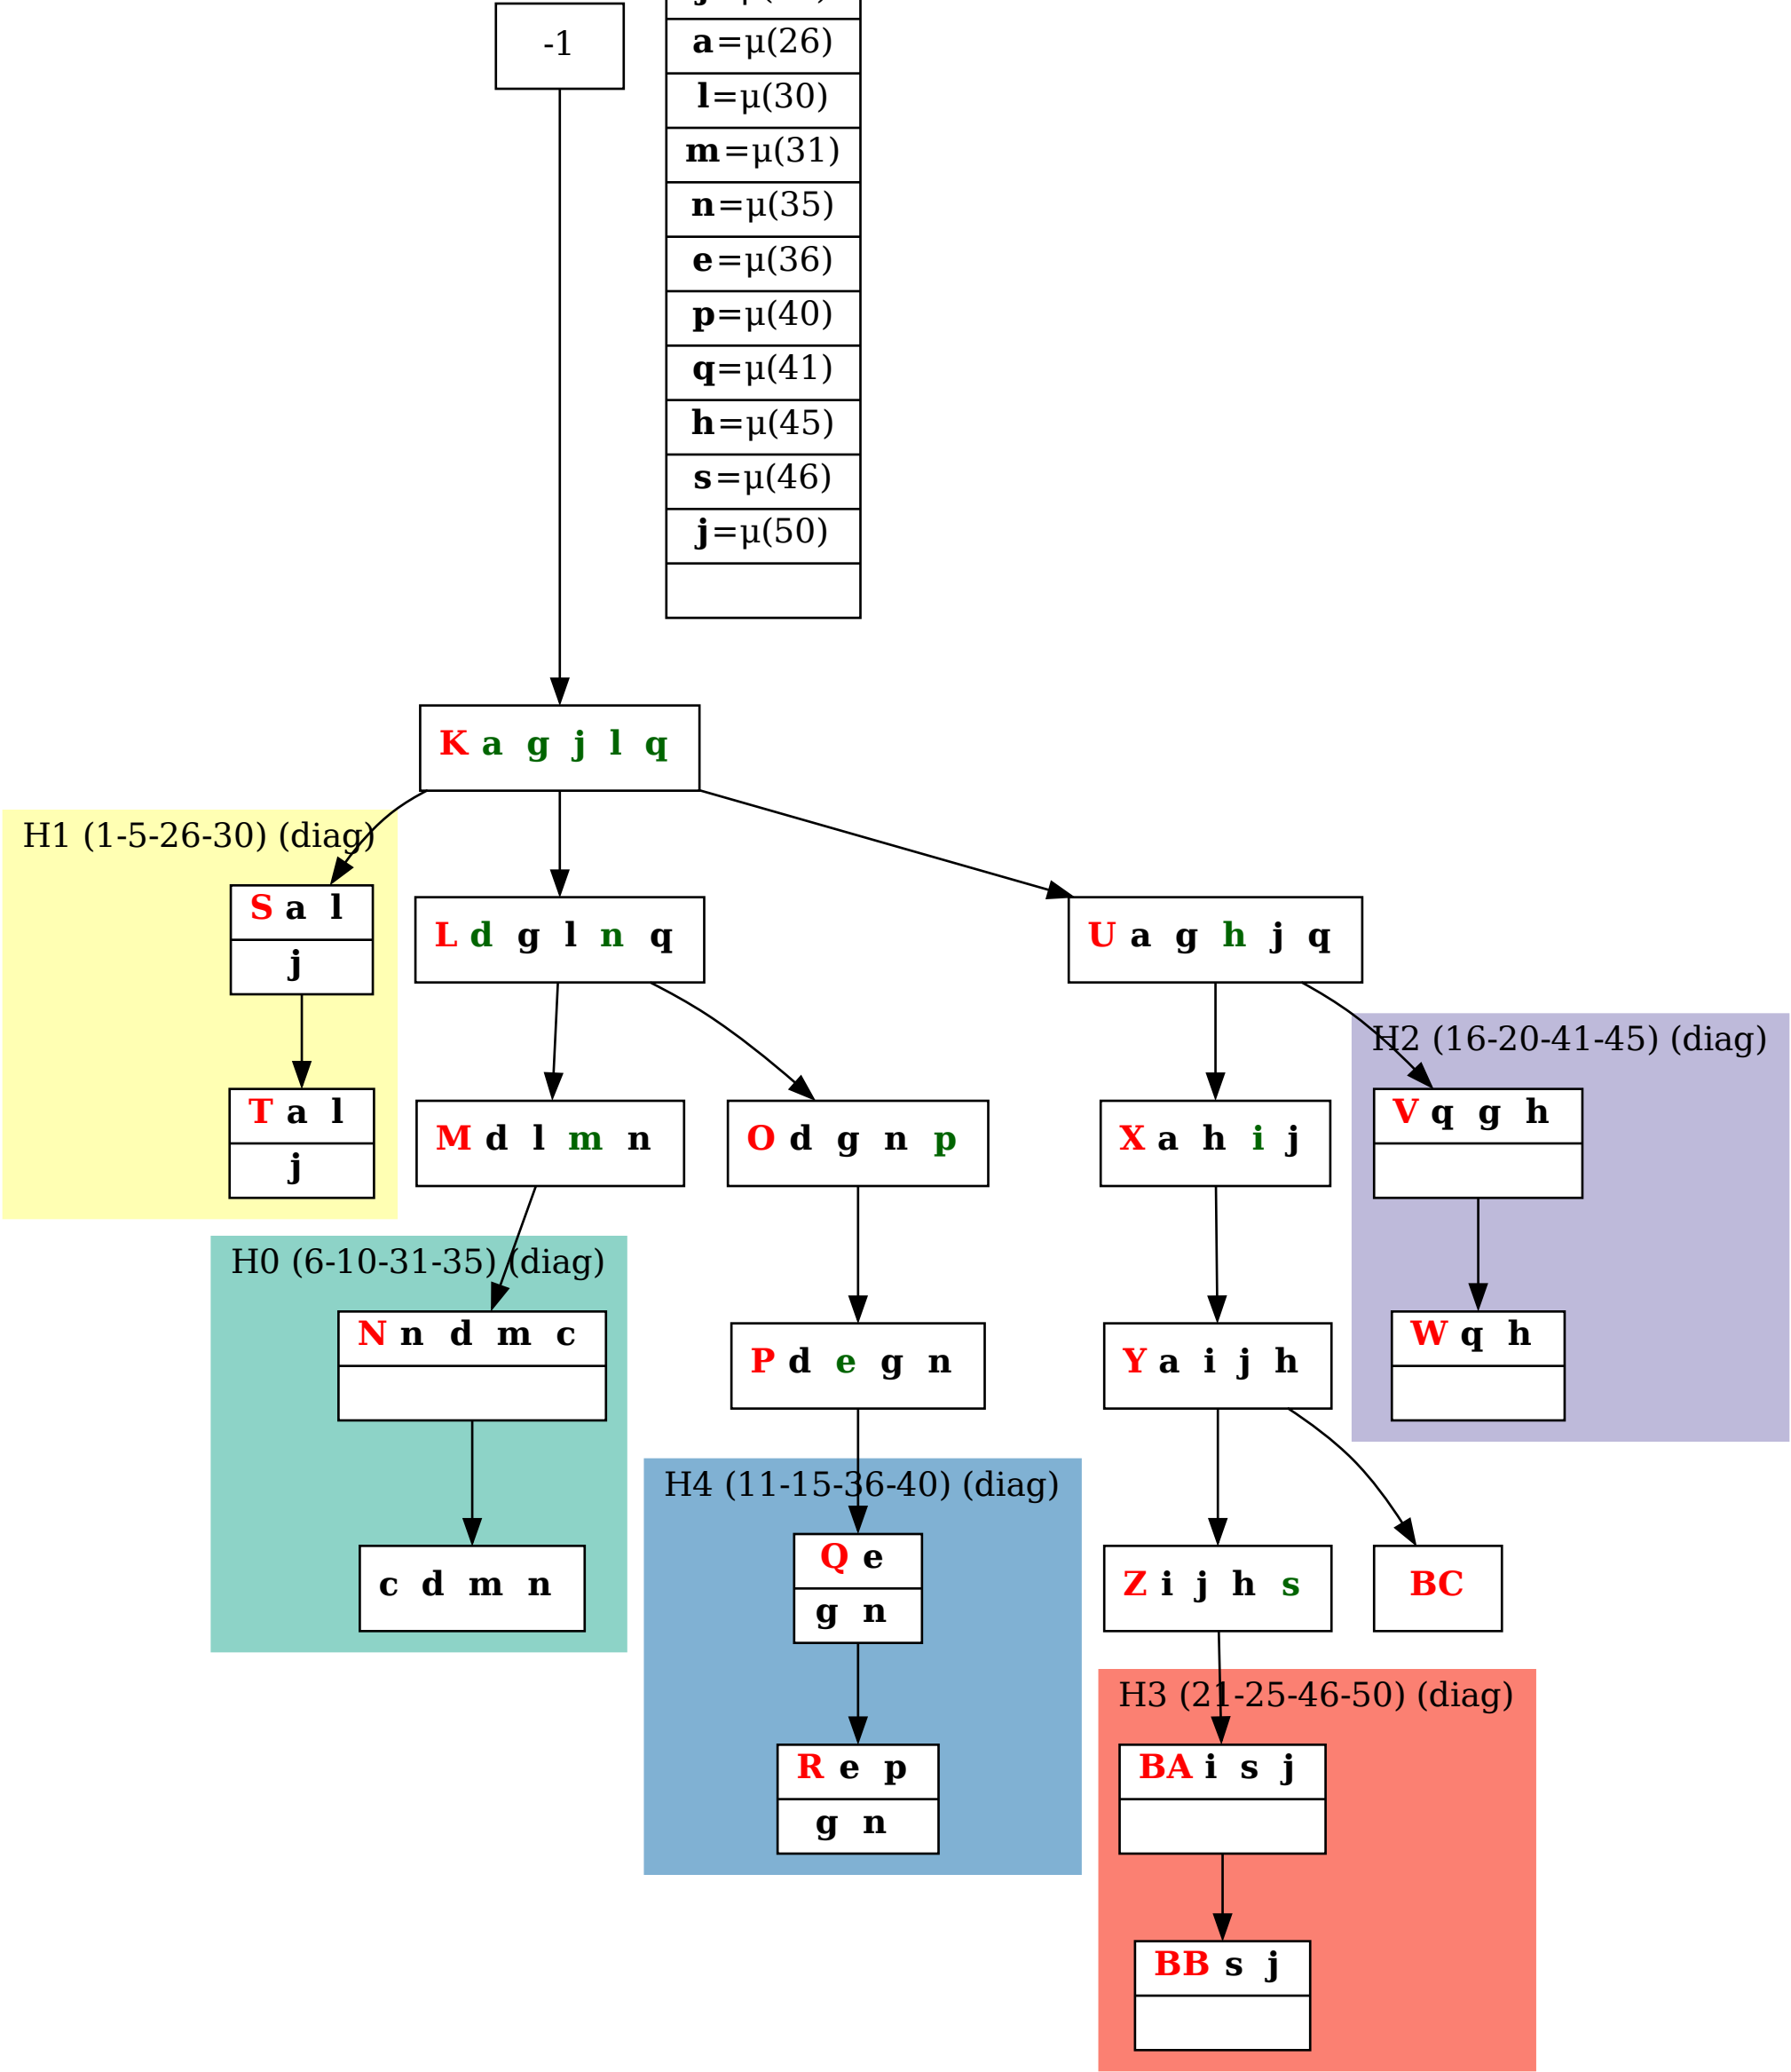 -1
a=μ(26)
l=μ(30)
m=μ(31)
n=μ(35)
e=μ(36)
p=μ(40)
q=μ(41)
h=μ(45)
s=μ(46)
j=μ(50)
K a g j l q
H1 (1-5-26-30) (diag)
S a l
j
T a l
j
L d g l n q
U a g h j q
M d l m n
O d g n p
X a h i j
H2 (16-20-41-45) (diag)
V q g h
W q h
H0 (6-10-31-35) (diag)
N n d m c
c d m n
P d e g n
Y a i j h
H4 (11-15-36-40) (diag)
Q e
g n
R e p
g n
Z i j h s
BC
H3 (21-25-46-50) (diag)
BA i s j
BB s j